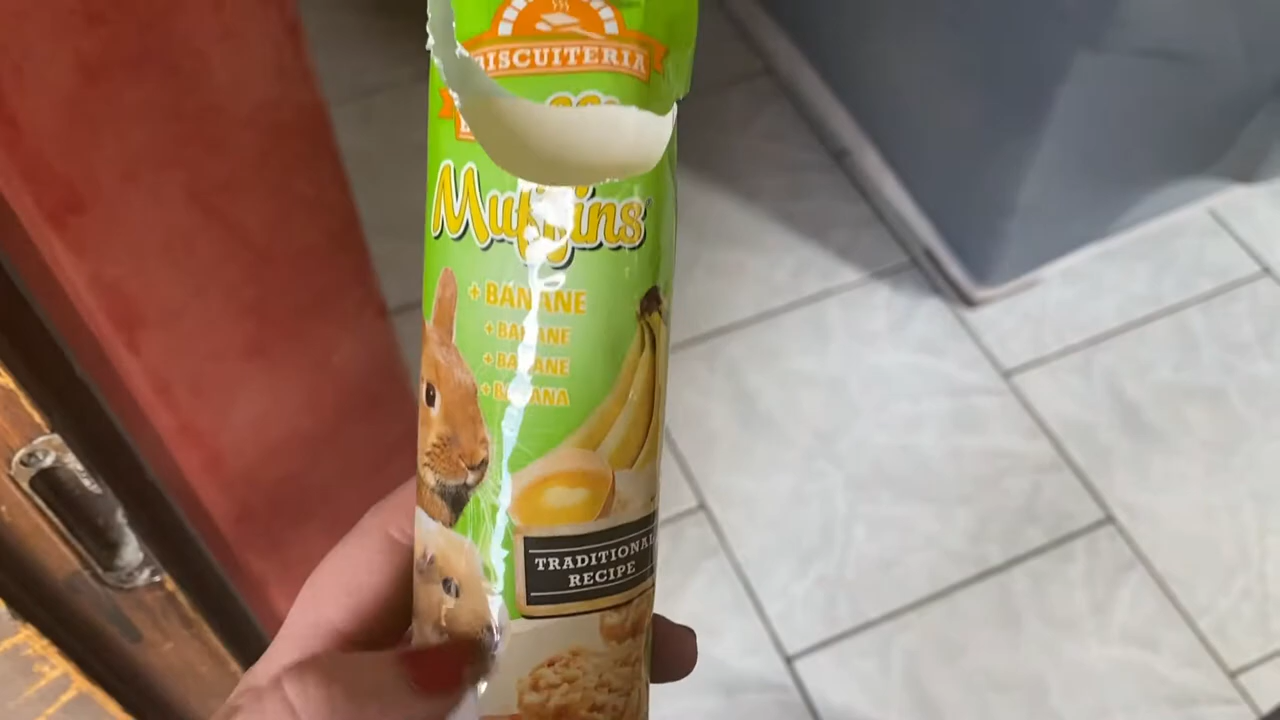 BISCUITERIA
Muffins
+ BANANE
+ BANANE
+ BANANE
+ BANANA
TRADITIONAL
RECIPE